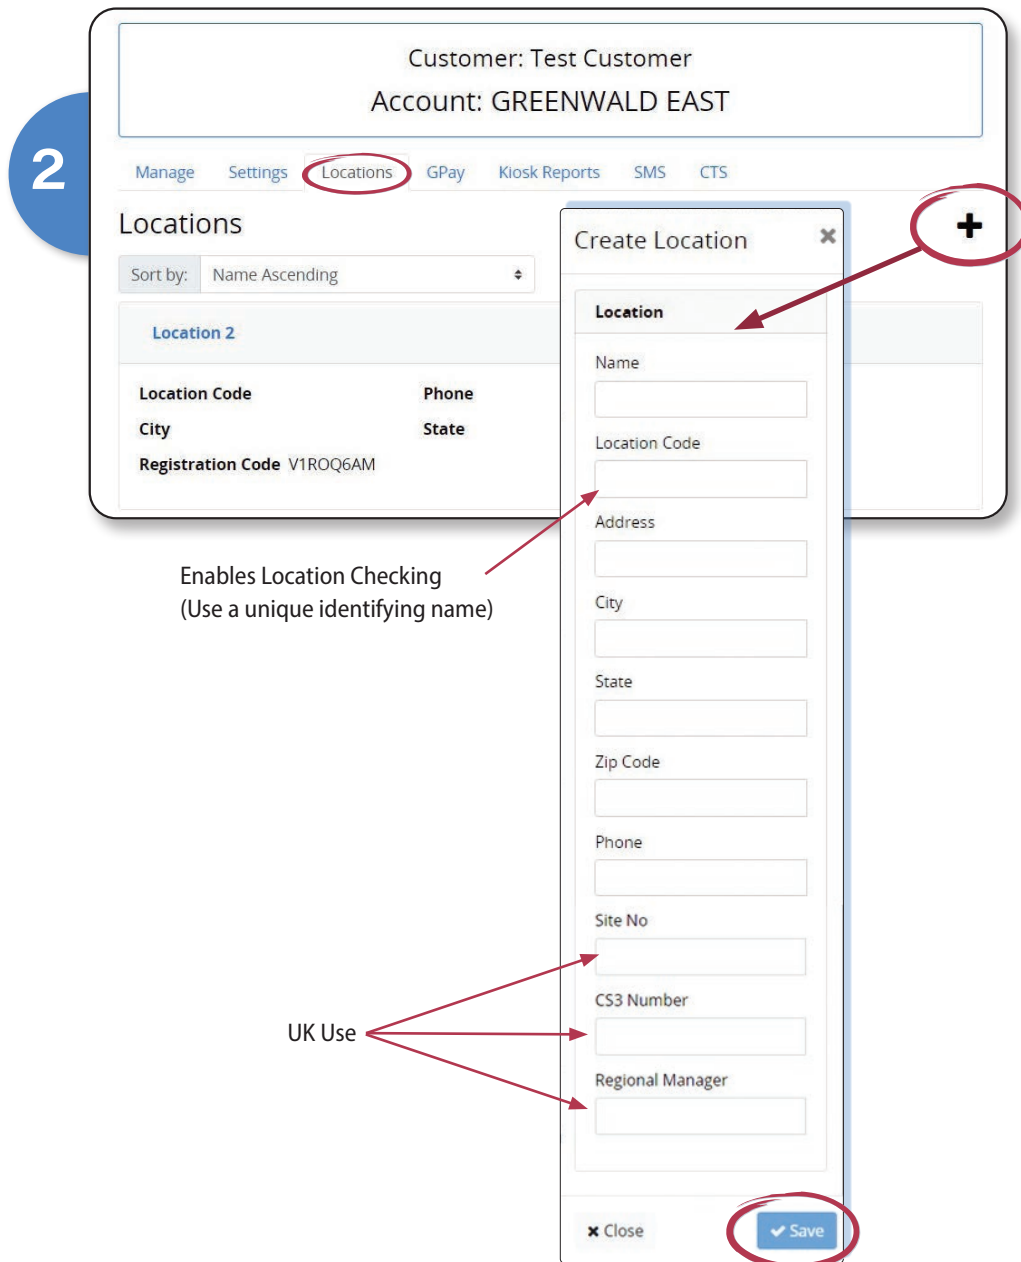 Customer: Test Customer
Account: GREENWALD EAST
2
Manage Settings Locations GPay Kiosk Reports SMS CTS
Locations
Sort by: Name Ascending
Location 2
Location Code Phone
City State
Registration Code V1ROQ6AM
Enables Location Checking
(Use a unique identifying name)
UK Use
Create Location
Location
Name
Location Code
Address
City
State
Zip Code
Phone
Site No
CS3 Number
Regional Manager
Close Save